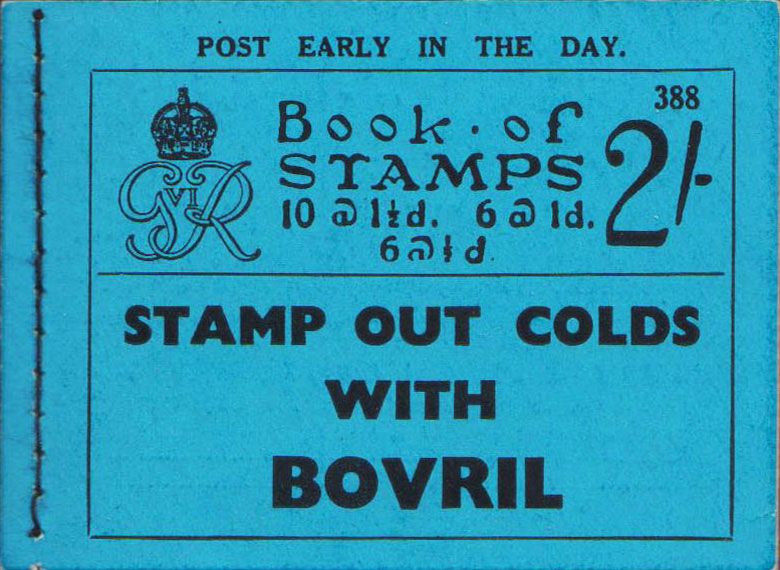 POST EARLY IN THE DAY.
388
GVIR
Book·of
STAMPS
2/-
10 @ 1½d. 6 @ 1d.
6 @ ½d.
STAMP OUT COLDS
WITH
BOVRIL